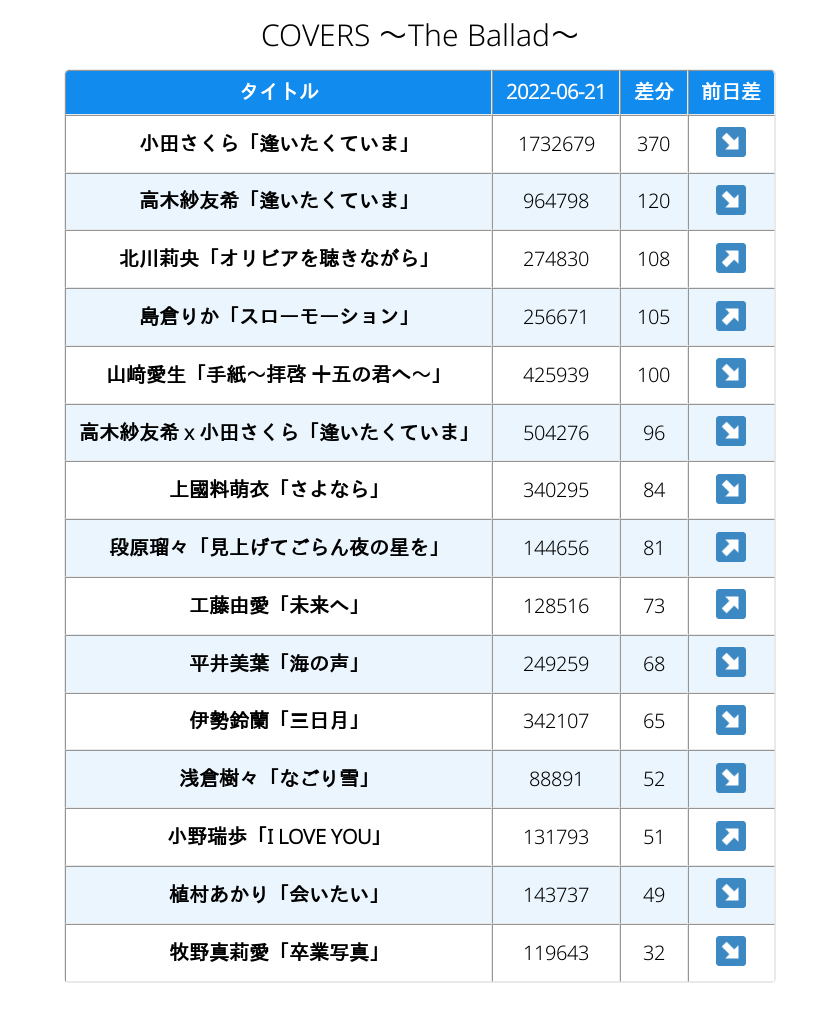 COVERS ～The Ballad～
タイトル 2022-06-21 差分 前日差
小田さくら「逢いたくていま」 1732679 370 ↘
高木紗友希「逢いたくていま」 964798 120 ↘
北川莉央「オリビアを聴きながら」 274830 108 ↗
島倉りか「スローモーション」 256671 105 ↗
山﨑愛生「手紙～拝啓 十五の君へ～」 425939 100 ↘
高木紗友希 x 小田さくら「逢いたくていま」 504276 96 ↘
上國料萌衣「さよなら」 340295 84 ↘
段原瑠々「見上げてごらん夜の星を」 144656 81 ↗
工藤由愛「未来へ」 128516 73 ↗
平井美葉「海の声」 249259 68 ↘
伊勢鈴蘭「三日月」 342107 65 ↘
浅倉樹々「なごり雪」 88891 52 ↘
小野瑞歩「I LOVE YOU」 131793 51 ↗
植村あかり「会いたい」 143737 49 ↘
牧野真莉愛「卒業写真」 119643 32 ↘